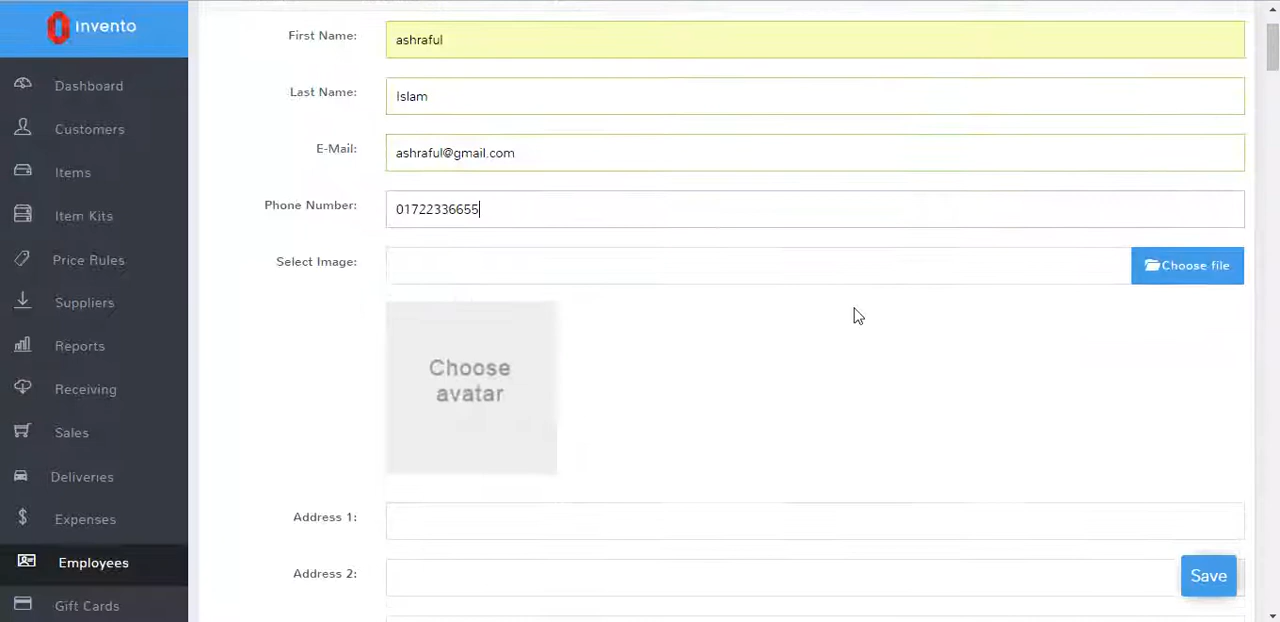 invento
Dashboard
Customers
Items
Item Kits
Price Rules
Suppliers
Reports
Receiving
Sales
Deliveries
Expenses
Employees
Gift Cards
First Name:
ashraful
Last Name:
Islam
E-Mail:
ashraful@gmail.com
Phone Number:
01722336655
Select Image:
Choose file
Choose
avatar
Address 1:
Address 2:
Save